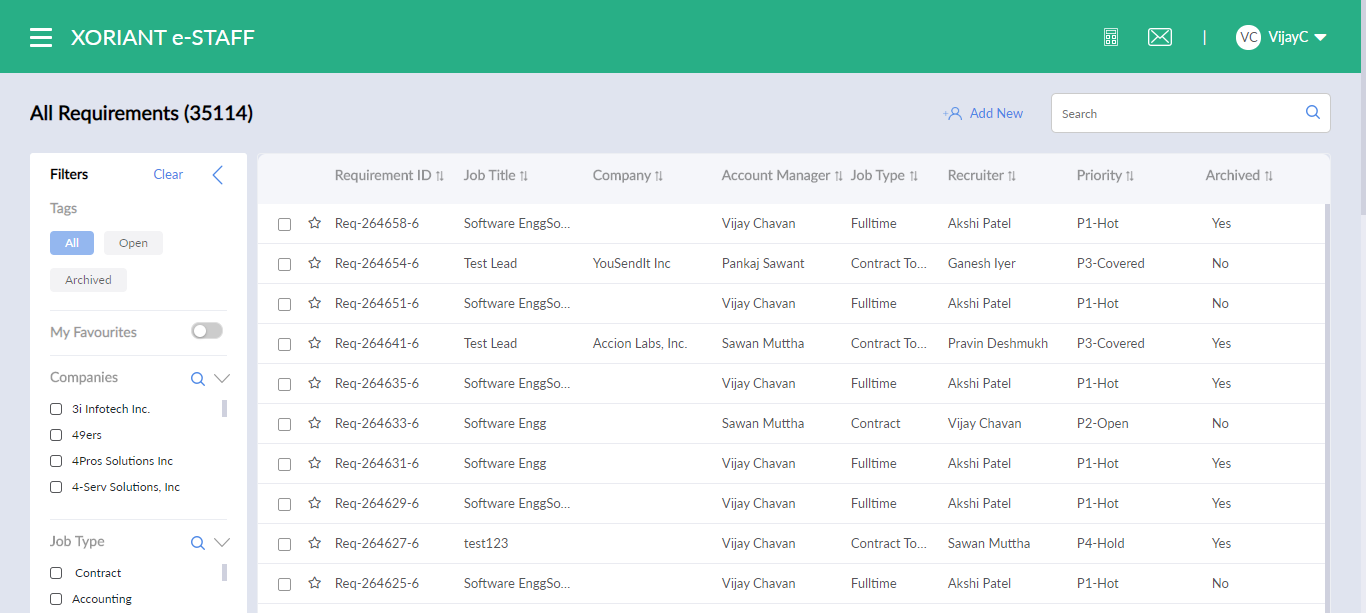 XORIANT e-STAFF
| VC VijayC
All Requirements (35114)
Add New
Search
Filters Clear
Tags
All Open
Archived
My Favourites
Companies
3i Infotech Inc.
49ers
4Pros Solutions Inc
4-Serv Solutions, Inc
Job Type
Contract
Accounting
Requirement ID Job Title Company Account Manager Job Type Recruiter Priority Archived
Req-264658-6 Software EnggSo... Vijay Chavan Fulltime Akshi Patel P1-Hot Yes
Req-264654-6 Test Lead YouSendIt Inc Pankaj Sawant Contract To... Ganesh Iyer P3-Covered No
Req-264651-6 Software EnggSo... Vijay Chavan Fulltime Akshi Patel P1-Hot No
Req-264641-6 Test Lead Accion Labs, Inc. Sawan Muttha Contract To... Pravin Deshmukh P3-Covered Yes
Req-264635-6 Software EnggSo... Vijay Chavan Fulltime Akshi Patel P1-Hot Yes
Req-264633-6 Software Engg Sawan Muttha Contract Vijay Chavan P2-Open No
Req-264631-6 Software Engg Vijay Chavan Fulltime Akshi Patel P1-Hot Yes
Req-264629-6 Software EnggSo... Vijay Chavan Fulltime Akshi Patel P1-Hot Yes
Req-264627-6 test123 Vijay Chavan Contract To... Sawan Muttha P4-Hold Yes
Req-264625-6 Software EnggSo... Vijay Chavan Fulltime Akshi Patel P1-Hot No